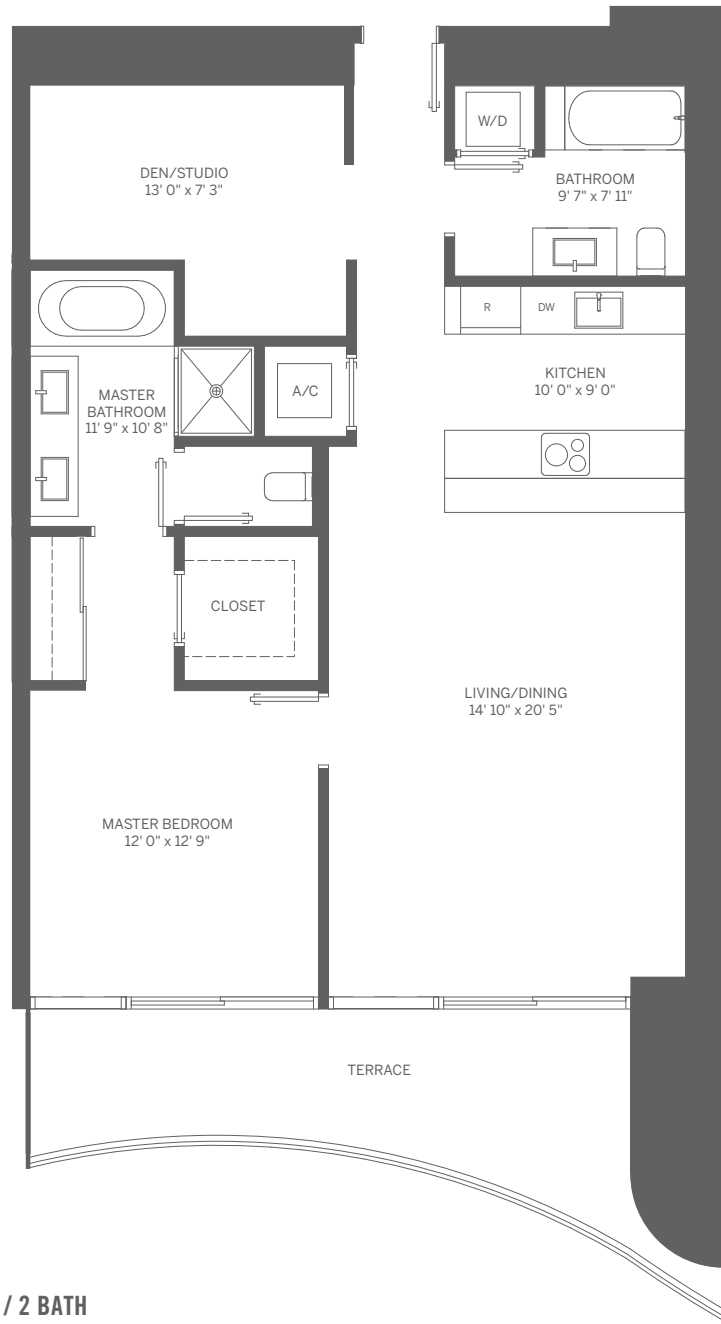 W/D
DEN/STUDIO
13' 0" x 7' 3"
BATHROOM
9' 7" x 7' 11"
R
DW
KITCHEN
10' 0" x 9' 0"
A/C
MASTER
BATHROOM
11' 9" x 10' 8"
CLOSET
LIVING/DINING
14' 10" x 20' 5"
MASTER BEDROOM
12' 0" x 12' 9"
TERRACE
/ 2 BATH